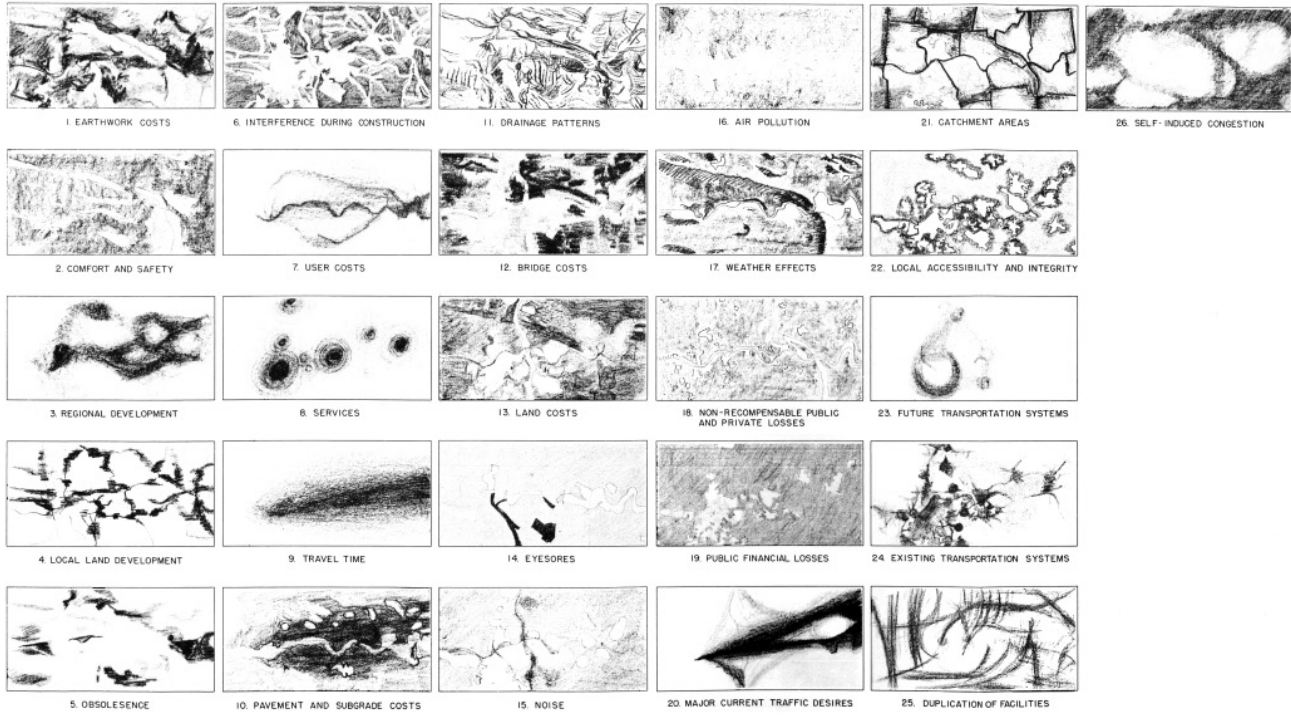 1. EARTHWORK COSTS
6. INTERFERENCE DURING CONSTRUCTION
11. DRAINAGE PATTERNS
16. AIR POLLUTION
21. CATCHMENT AREAS
26. SELF-INDUCED CONGESTION
2. COMFORT AND SAFETY
7. USER COSTS
12. BRIDGE COSTS
17. WEATHER EFFECTS
22. LOCAL ACCESSIBILITY AND INTEGRITY
3. REGIONAL DEVELOPMENT
8. SERVICES
13. LAND COSTS
18. NON-RECOMPENSABLE PUBLIC
AND PRIVATE LOSSES
23. FUTURE TRANSPORTATION SYSTEMS
4. LOCAL LAND DEVELOPMENT
9. TRAVEL TIME
14. EYESORES
19. PUBLIC FINANCIAL LOSSES
24. EXISTING TRANSPORTATION SYSTEMS
5. OBSOLESENCE
10. PAVEMENT AND SUBGRADE COSTS
15. NOISE
20. MAJOR CURRENT TRAFFIC DESIRES
25. DUPLICATION OF FACILITIES